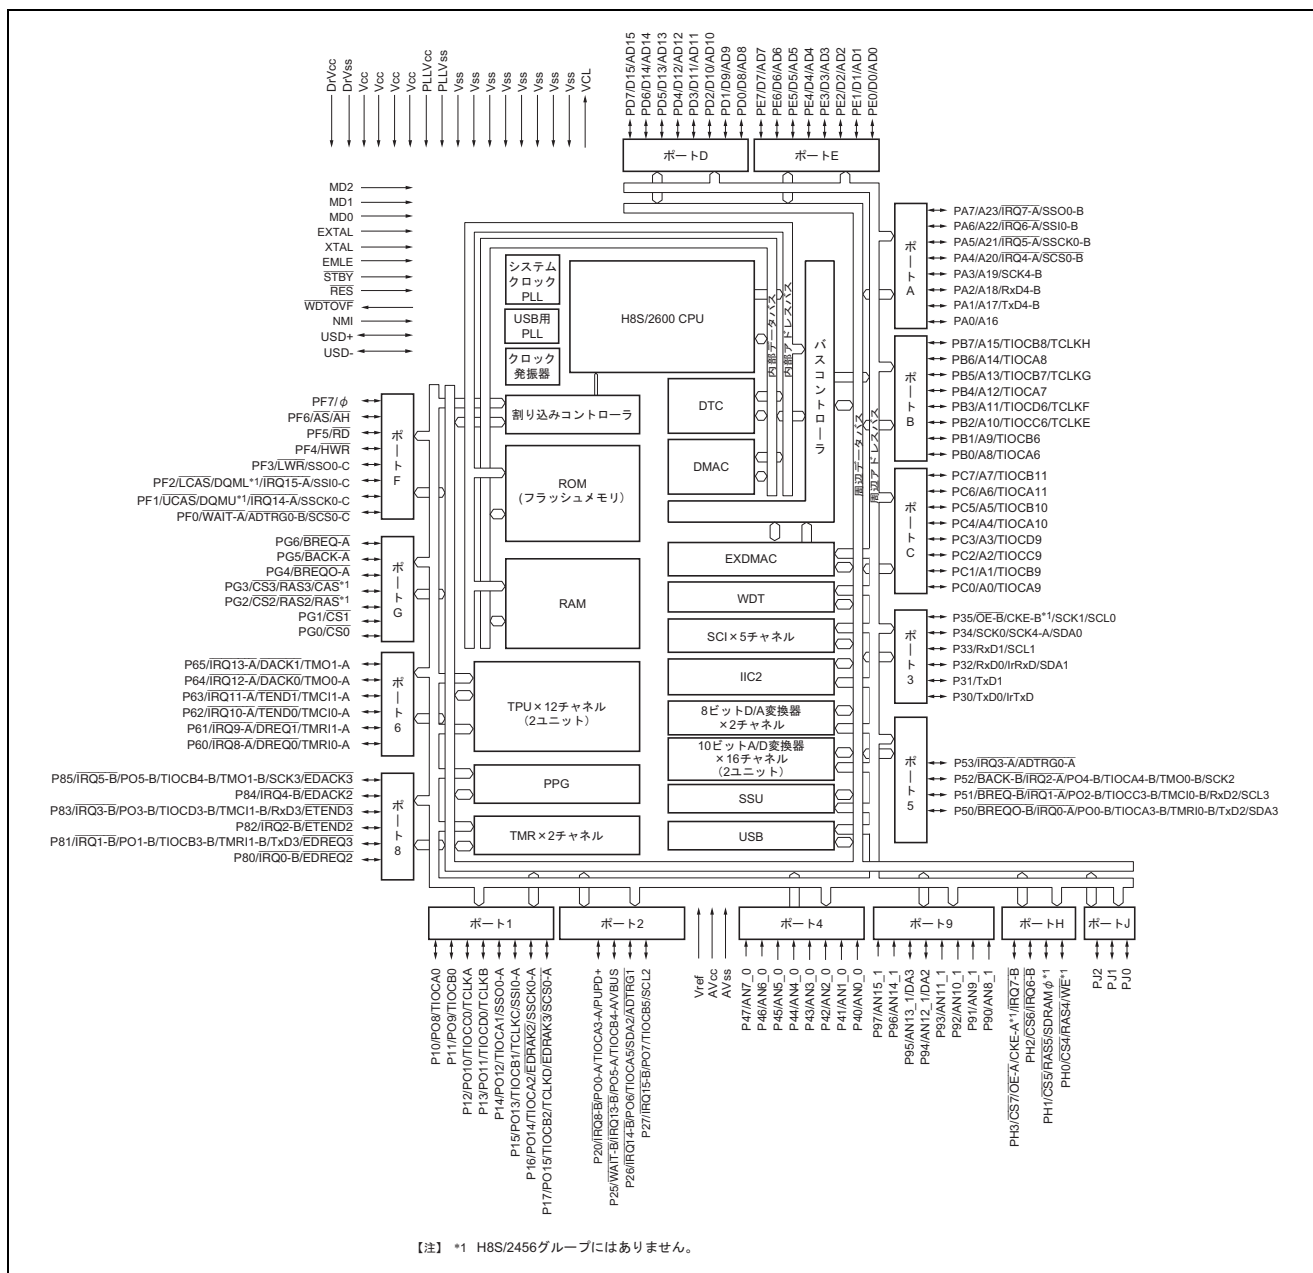 DrVcc
DrVss
Vcc
Vcc
Vcc
Vcc
PLLVcc
PLLVss
Vss
Vss
Vss
Vss
Vss
Vss
Vss
Vss
VCL
PD7/D15/AD15
PD6/D14/AD14
PD5/D13/AD13
PD4/D12/AD12
PD3/D11/AD11
PD2/D10/AD10
PD1/D9/AD9
PD0/D8/AD8
PE7/D7/AD7
PE6/D6/AD6
PE5/D5/AD5
PE4/D4/AD4
PE3/D3/AD3
PE2/D2/AD2
PE1/D1/AD1
PE0/D0/AD0
ポートD
ポートE
MD2
MD1
MD0
EXTAL
XTAL
EMLE
STBY
RES
WDTOVF
NMI
USD+
USD-
システム
クロック
PLL
USB用
PLL
クロック
発振器
H8S/2600 CPU
内部データバス
内部アドレスバス
バスコントローラ
周辺データバス
周辺アドレスバス
割り込みコントローラ
DTC
DMAC
ROM
(フラッシュメモリ)
RAM
EXDMAC
WDT
SCI×5チャネル
IIC2
8ビットD/A変換器
×2チャネル
10ビットA/D変換器
×16チャネル
(2ユニット)
SSU
USB
TPU×12チャネル
(2ユニット)
PPG
TMR×2チャネル
PF7/φ
PF6/AS/AH
PF5/RD
PF4/HWR
PF3/LWR/SSO0-C
PF2/LCAS/DQML*1/IRQ15-A/SSI0-C
PF1/UCAS/DQMU*1/IRQ14-A/SSCK0-C
PF0/WAIT-A/ADTRG0-B/SCS0-C
ポートF
PG6/BREQ-A
PG5/BACK-A
PG4/BREQO-A
PG3/CS3/RAS3/CAS*1
PG2/CS2/RAS2/RAS*1
PG1/CS1
PG0/CS0
ポートG
P65/IRQ13-A/DACK1/TMO1-A
P64/IRQ12-A/DACK0/TMO0-A
P63/IRQ11-A/TEND1/TMCI1-A
P62/IRQ10-A/TEND0/TMCI0-A
P61/IRQ9-A/DREQ1/TMRI1-A
P60/IRQ8-A/DREQ0/TMRI0-A
ポート6
P85/IRQ5-B/PO5-B/TIOCB4-B/TMO1-B/SCK3/EDACK3
P84/IRQ4-B/EDACK2
P83/IRQ3-B/PO3-B/TIOCD3-B/TMCI1-B/RxD3/ETEND3
P82/IRQ2-B/ETEND2
P81/IRQ1-B/PO1-B/TIOCB3-B/TMRI1-B/TxD3/EDREQ3
P80/IRQ0-B/EDREQ2
ポート8
ポートA
PA7/A23/IRQ7-A/SSO0-B
PA6/A22/IRQ6-A/SSI0-B
PA5/A21/IRQ5-A/SSCK0-B
PA4/A20/IRQ4-A/SCS0-B
PA3/A19/SCK4-B
PA2/A18/RxD4-B
PA1/A17/TxD4-B
PA0/A16
ポートB
PB7/A15/TIOCB8/TCLKH
PB6/A14/TIOCA8
PB5/A13/TIOCB7/TCLKG
PB4/A12/TIOCA7
PB3/A11/TIOCD6/TCLKF
PB2/A10/TIOCC6/TCLKE
PB1/A9/TIOCB6
PB0/A8/TIOCA6
ポートC
PC7/A7/TIOCB11
PC6/A6/TIOCA11
PC5/A5/TIOCB10
PC4/A4/TIOCA10
PC3/A3/TIOCD9
PC2/A2/TIOCC9
PC1/A1/TIOCB9
PC0/A0/TIOCA9
ポート3
P35/OE-B/CKE-B*1/SCK1/SCL0
P34/SCK0/SCK4-A/SDA0
P33/RxD1/SCL1
P32/RxD0/IrRxD/SDA1
P31/TxD1
P30/TxD0/IrTxD
ポート5
P53/IRQ3-A/ADTRG0-A
P52/BACK-B/IRQ2-A/PO4-B/TIOCA4-B/TMO0-B/SCK2
P51/BREQ-B/IRQ1-A/PO2-B/TIOCC3-B/TMCI0-B/RxD2/SCL3
P50/BREQO-B/IRQ0-A/PO0-B/TIOCA3-B/TMRI0-B/TxD2/SDA3
ポート1
ポート2
ポート4
ポート9
ポートH
ポートJ
P10/PO8/TIOCA0
P11/PO9/TIOCB0
P12/PO10/TIOCC0/TCLKA
P13/PO11/TIOCD0/TCLKB
P14/PO12/TIOCA1/SSO0-A
P15/PO13/TIOCB1/TCLKC/SSI0-A
P16/PO14/TIOCA2/EDRAK2/SSCK0-A
P17/PO15/TIOCB2/TCLKD/EDRAK3/SCS0-A
P20/IRQ8-B/PO0-A/TIOCA3-A/PUPD+
P25/WAIT-B/IRQ13-B/PO5-A/TIOCB4-A/VBUS
P26/IRQ14-B/PO6/TIOCA5/SDA2/ADTRG1
P27/IRQ15-B/PO7/TIOCB5/SCL2
Vref
AVcc
AVss
P47/AN7_0
P46/AN6_0
P45/AN5_0
P44/AN4_0
P43/AN3_0
P42/AN2_0
P41/AN1_0
P40/AN0_0
P97/AN15_1
P96/AN14_1
P95/AN13_1/DA3
P94/AN12_1/DA2
P93/AN11_1
P92/AN10_1
P91/AN9_1
P90/AN8_1
PH3/CS7/OE-A/CKE-A*1/IRQ7-B
PH2/CS6/IRQ6-B
PH1/CS5/RAS5/SDRAMφ*1
PH0/CS4/RAS4/WE*1
PJ2
PJ1
PJ0
【注】 *1 H8S/2456グループにはありません。